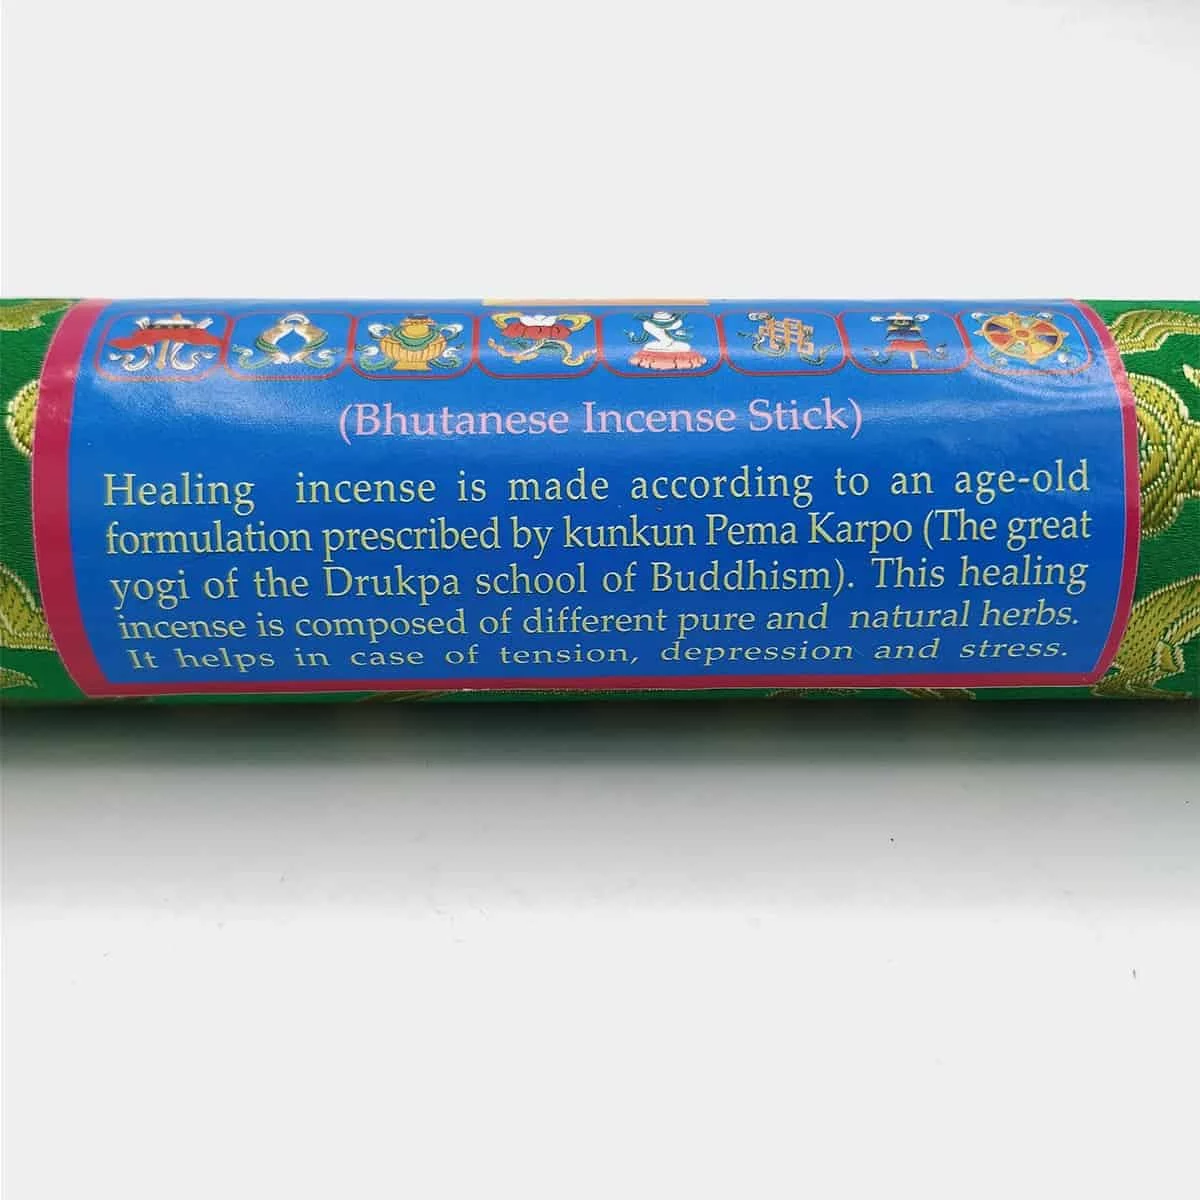 (Bhutanese Incense Stick)
Healing incense is made according to an age-old
formulation prescribed by kunkun Pema Karpo (The great
yogi of the Drukpa school of Buddhism). This healing
incense is composed of different pure and natural herbs.
It helps in case of tension, depression and stress.